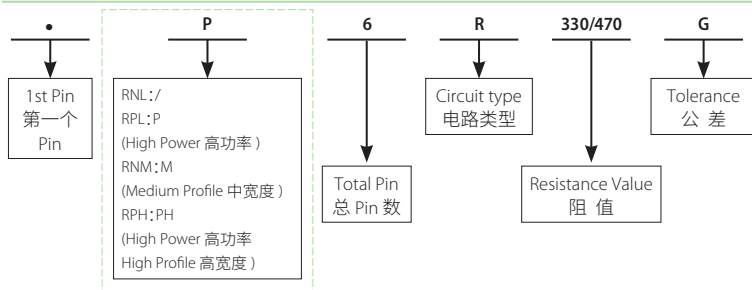 • P 6 R 330/470 G
1st Pin
第一个
Pin
RNL:/
RPL:P
(High Power 高功率 )
RNM:M
(Medium Profile 中宽度 )
RPH:PH
(High Power 高功率
High Profile 高宽度 )
Total Pin
总 Pin 数
Circuit type
电路类型
Resistance Value
阻 值
Tolerance
公 差